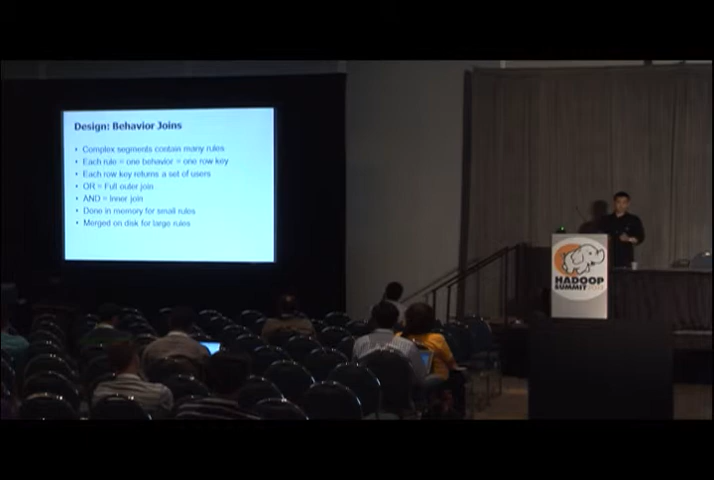 Design: Behavior Joins
• Complex segments contain many rules
• Each rule = one behavior = one row key
• Each row key returns a set of users
• OR = Full outer join
• AND = Inner join
• Done in memory for small rules
• Merged on disk for large rules
HADOOP
SUMMIT